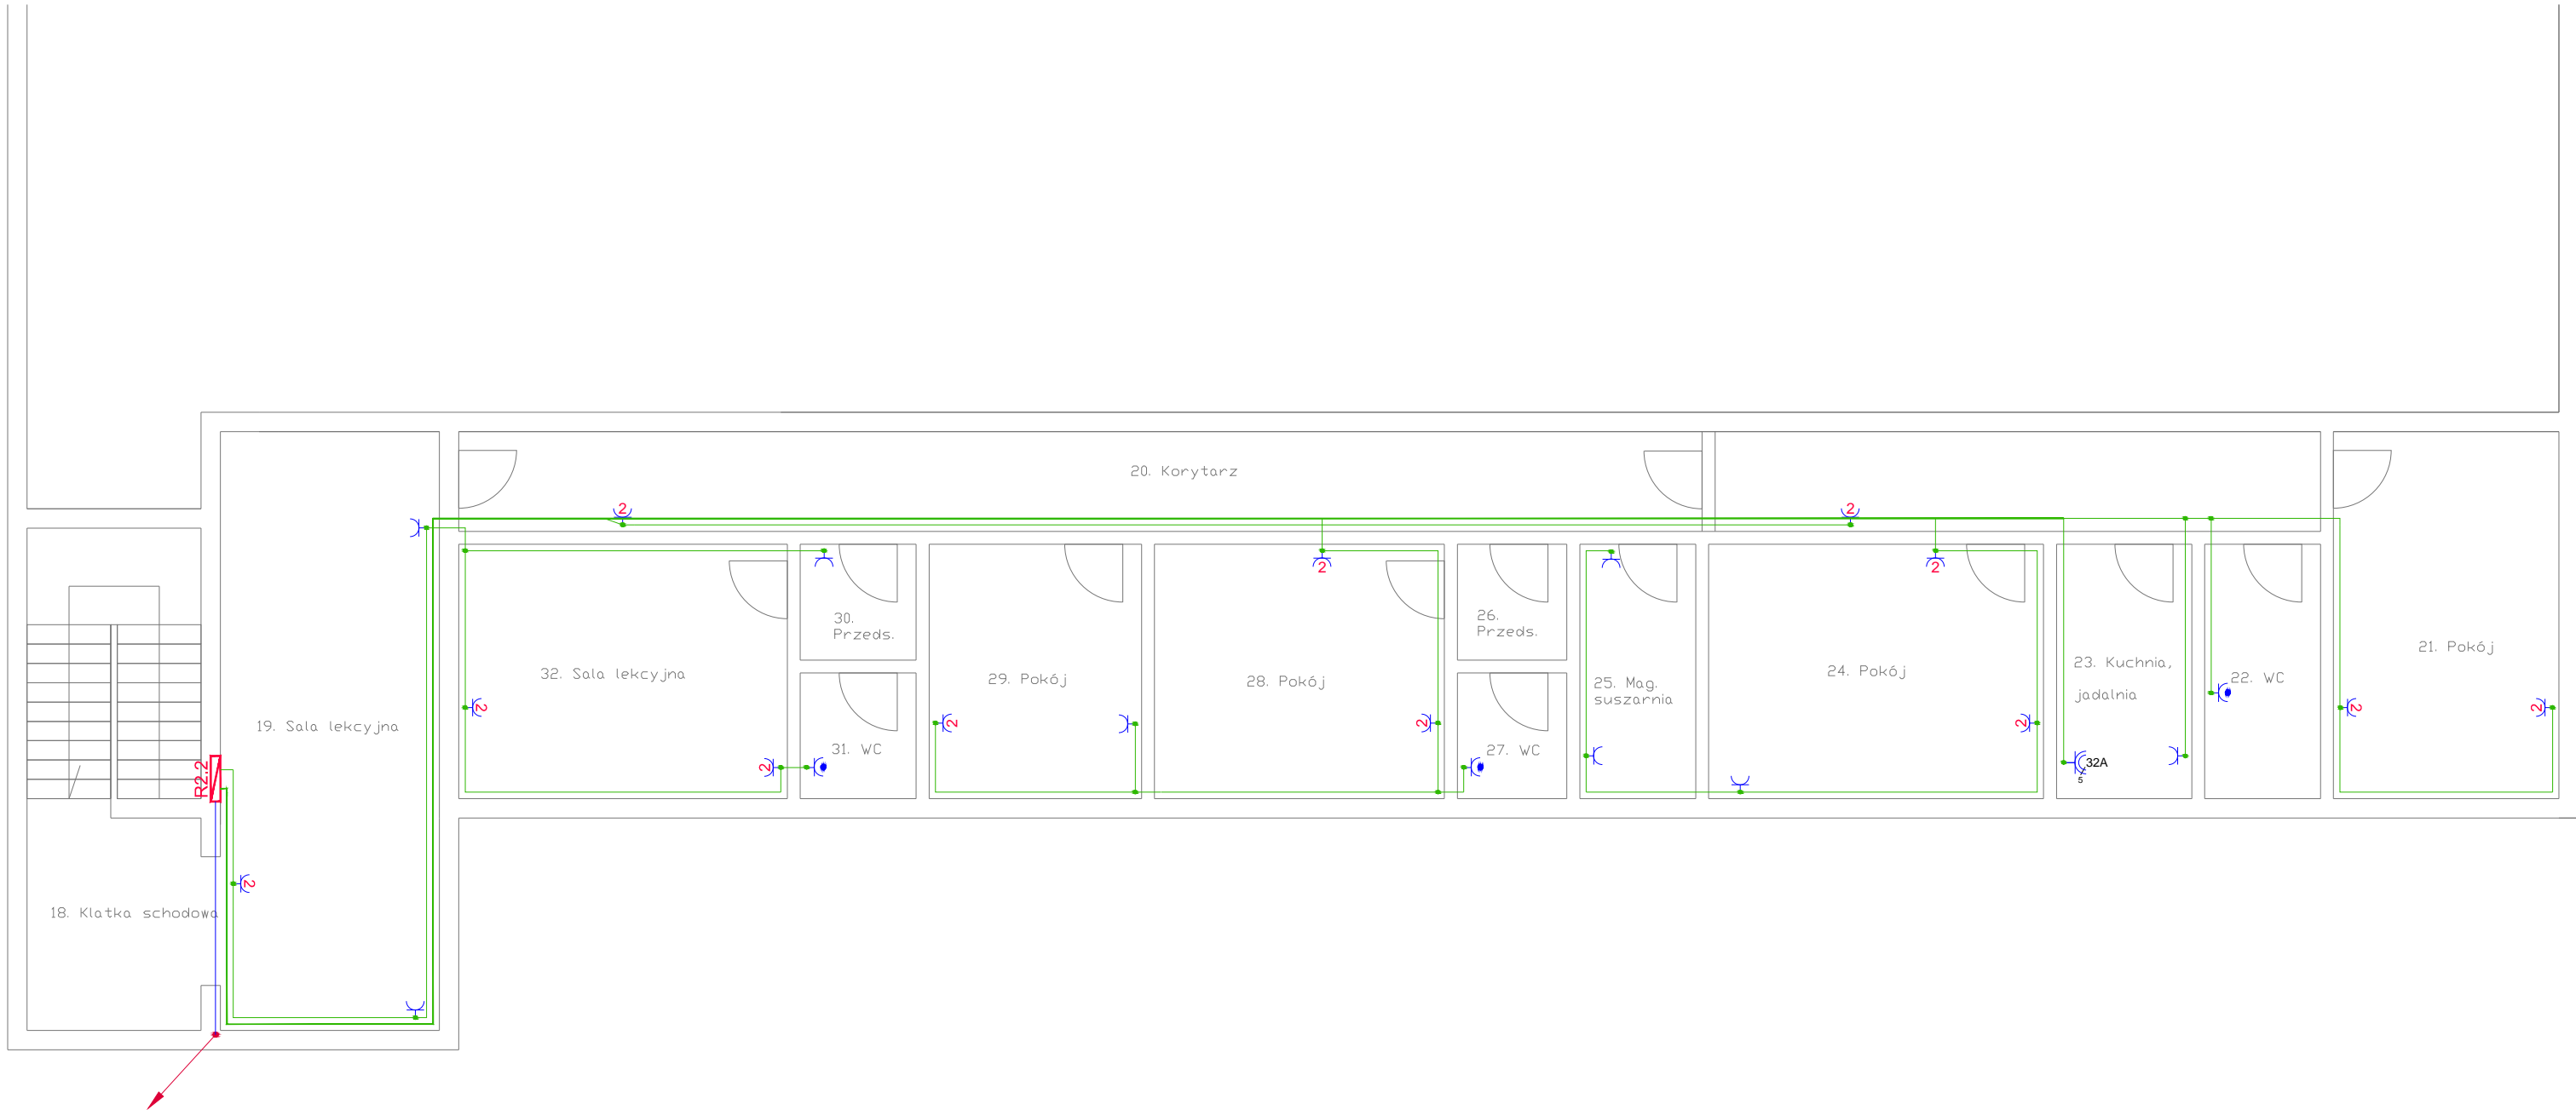 20. Korytarz
2
2
2
2
30.
Przeds.
26.
Przeds.
32. Sala lekcyjna
29. Pokój
28. Pokój
25. Mag.
suszarnia
24. Pokój
23. Kuchnia,
jadalnia
22. WC
21. Pokój
2
2
2
2
2
2
2
19. Sala lekcyjna
31. WC
27. WC
2
32A
5
R2.2
2
18. Klatka schodowa